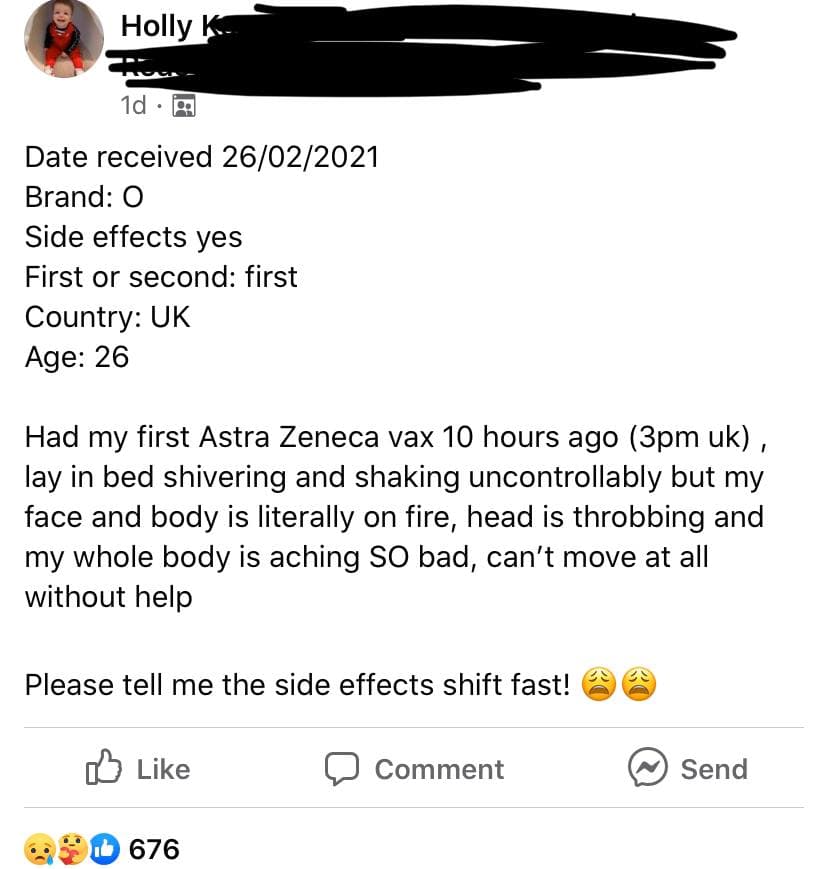 Holly
1d ·
Date received 26/02/2021
Brand: O
Side effects yes
First or second: first
Country: UK
Age: 26
Had my first Astra Zeneca vax 10 hours ago (3pm uk) ,
lay in bed shivering and shaking uncontrollably but my
face and body is literally on fire, head is throbbing and
my whole body is aching SO bad, can’t move at all
without help
Please tell me the side effects shift fast! 😩😩
Like Comment Send
676